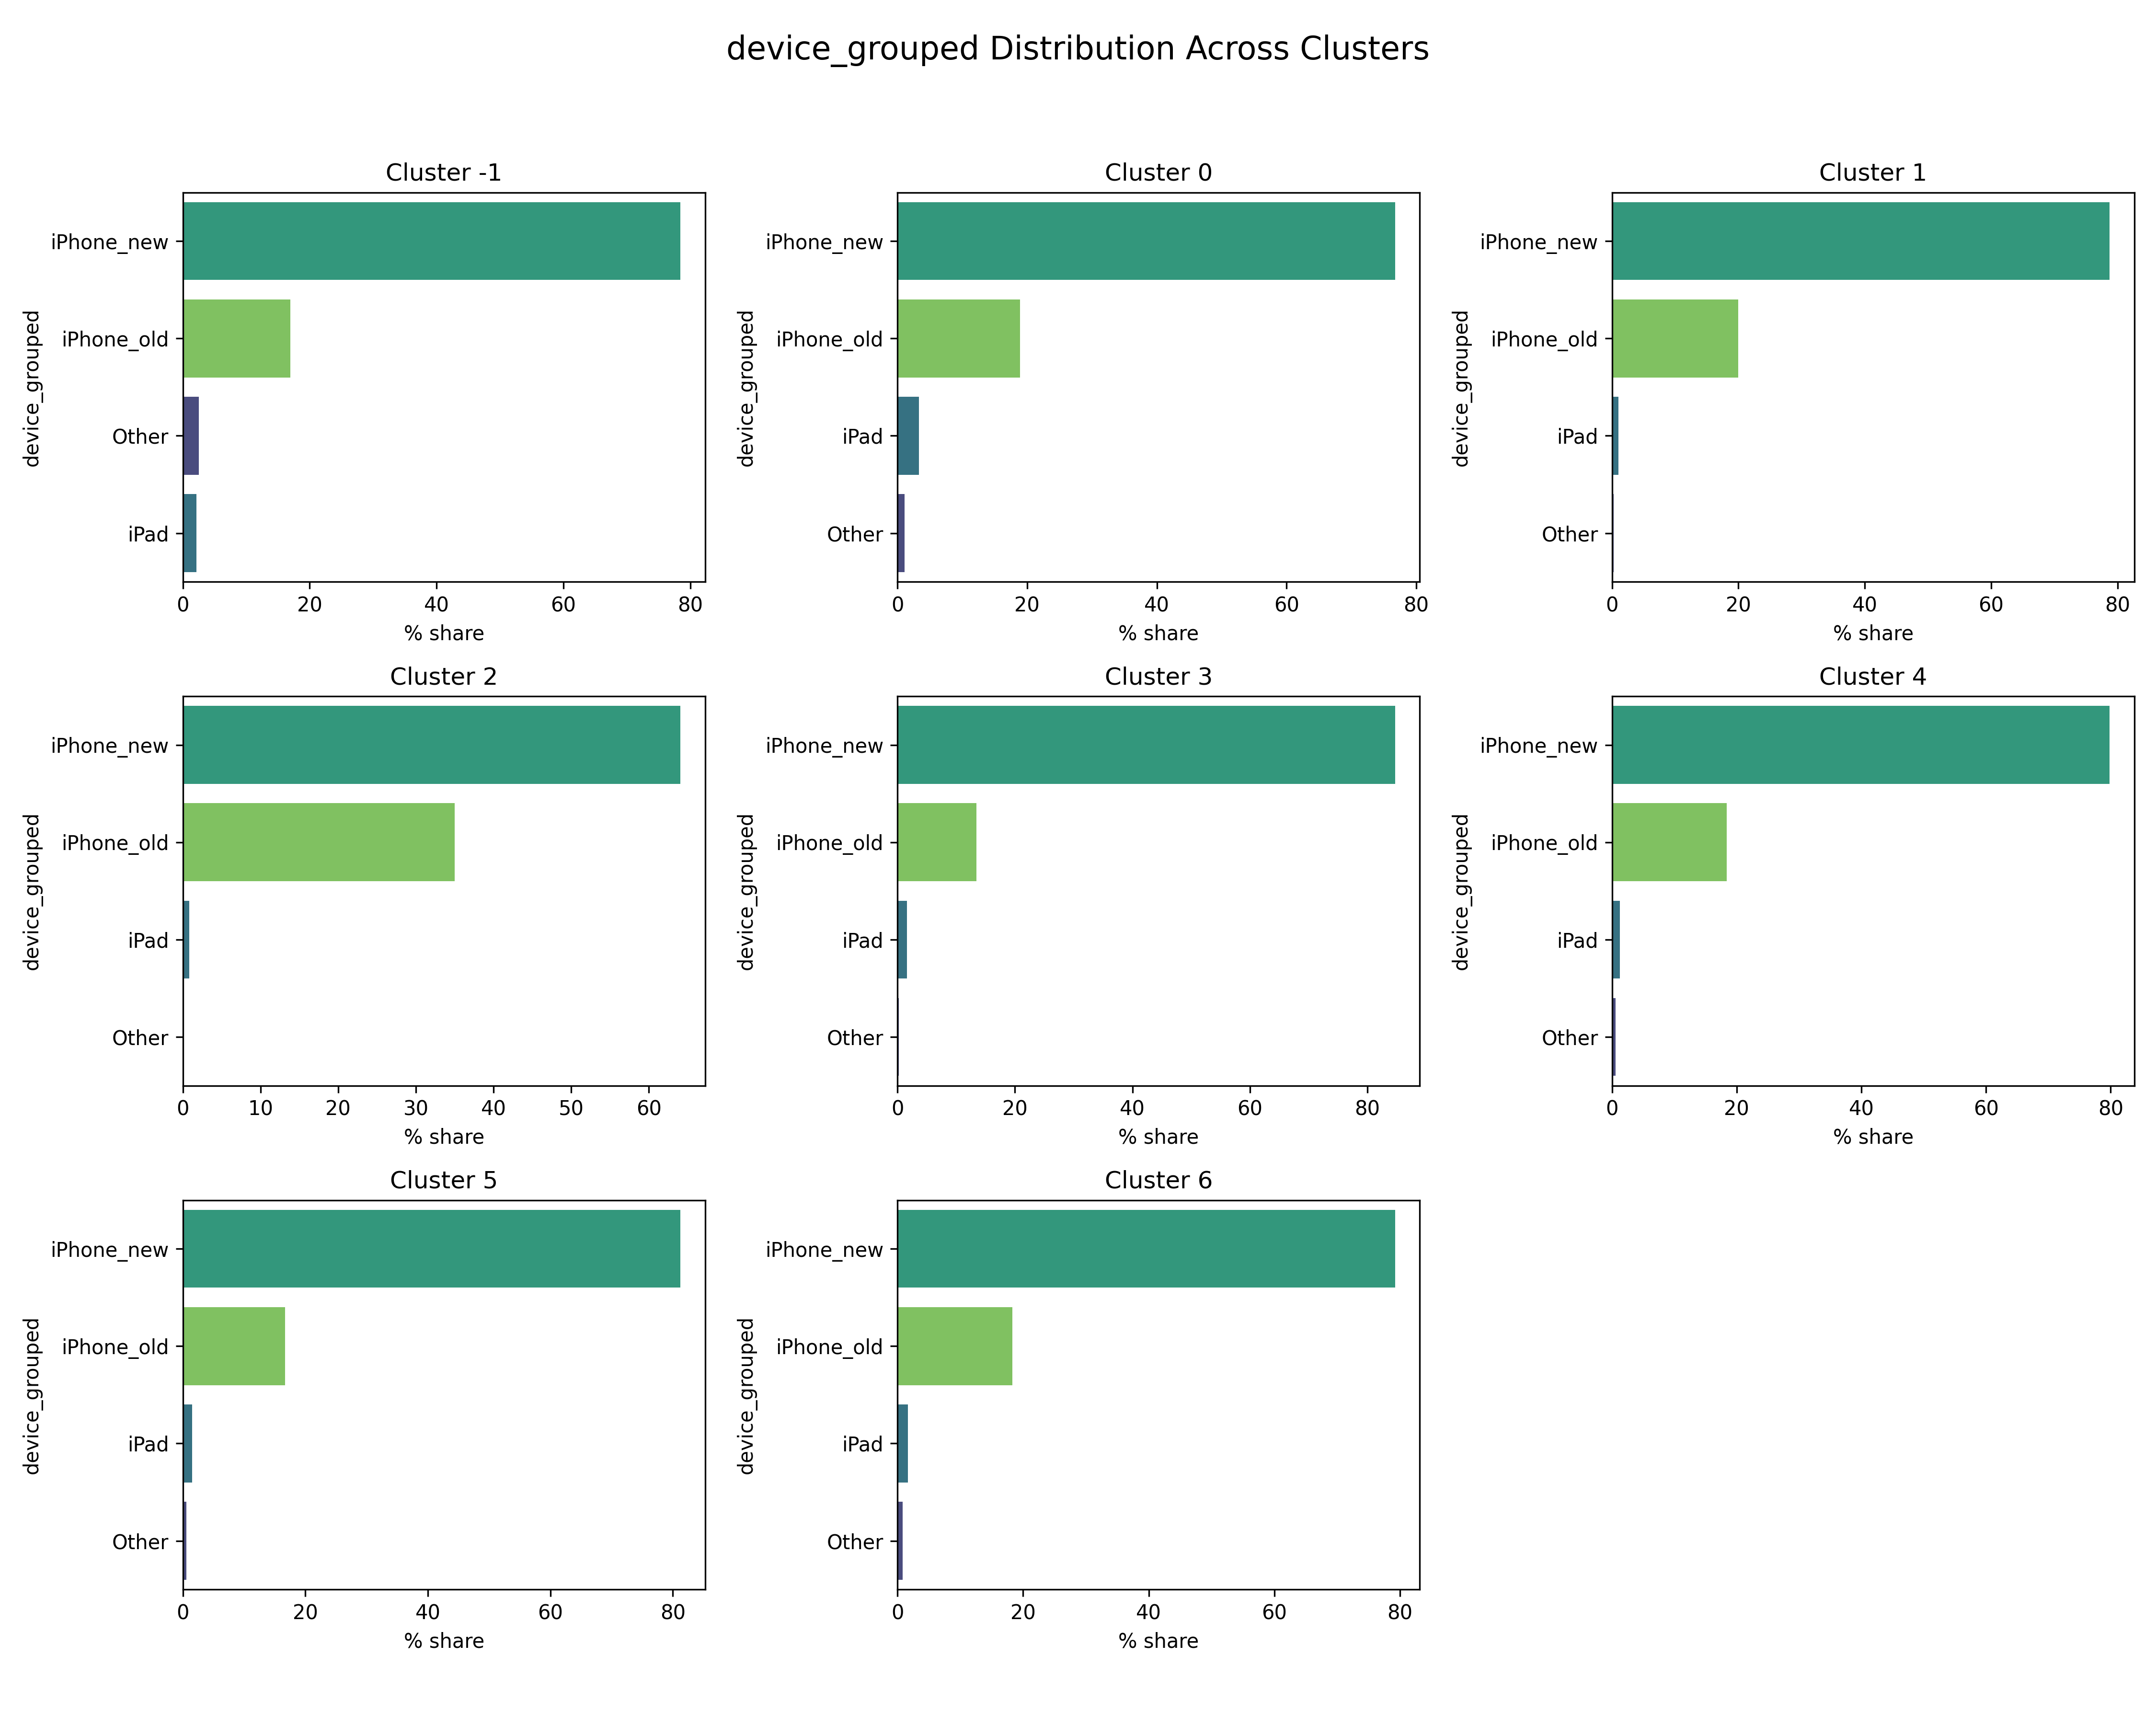 device_grouped Distribution Across Clusters
Cluster -1
device_grouped
iPhone_new
iPhone_old
Other
iPad
0 20 40 60 80
% share
Cluster 0
device_grouped
iPhone_new
iPhone_old
iPad
Other
0 20 40 60 80
% share
Cluster 1
device_grouped
iPhone_new
iPhone_old
iPad
Other
0 20 40 60 80
% share
Cluster 2
device_grouped
iPhone_new
iPhone_old
iPad
Other
0 10 20 30 40 50 60
% share
Cluster 3
device_grouped
iPhone_new
iPhone_old
iPad
Other
0 20 40 60 80
% share
Cluster 4
device_grouped
iPhone_new
iPhone_old
iPad
Other
0 20 40 60 80
% share
Cluster 5
device_grouped
iPhone_new
iPhone_old
iPad
Other
0 20 40 60 80
% share
Cluster 6
device_grouped
iPhone_new
iPhone_old
iPad
Other
0 20 40 60 80
% share